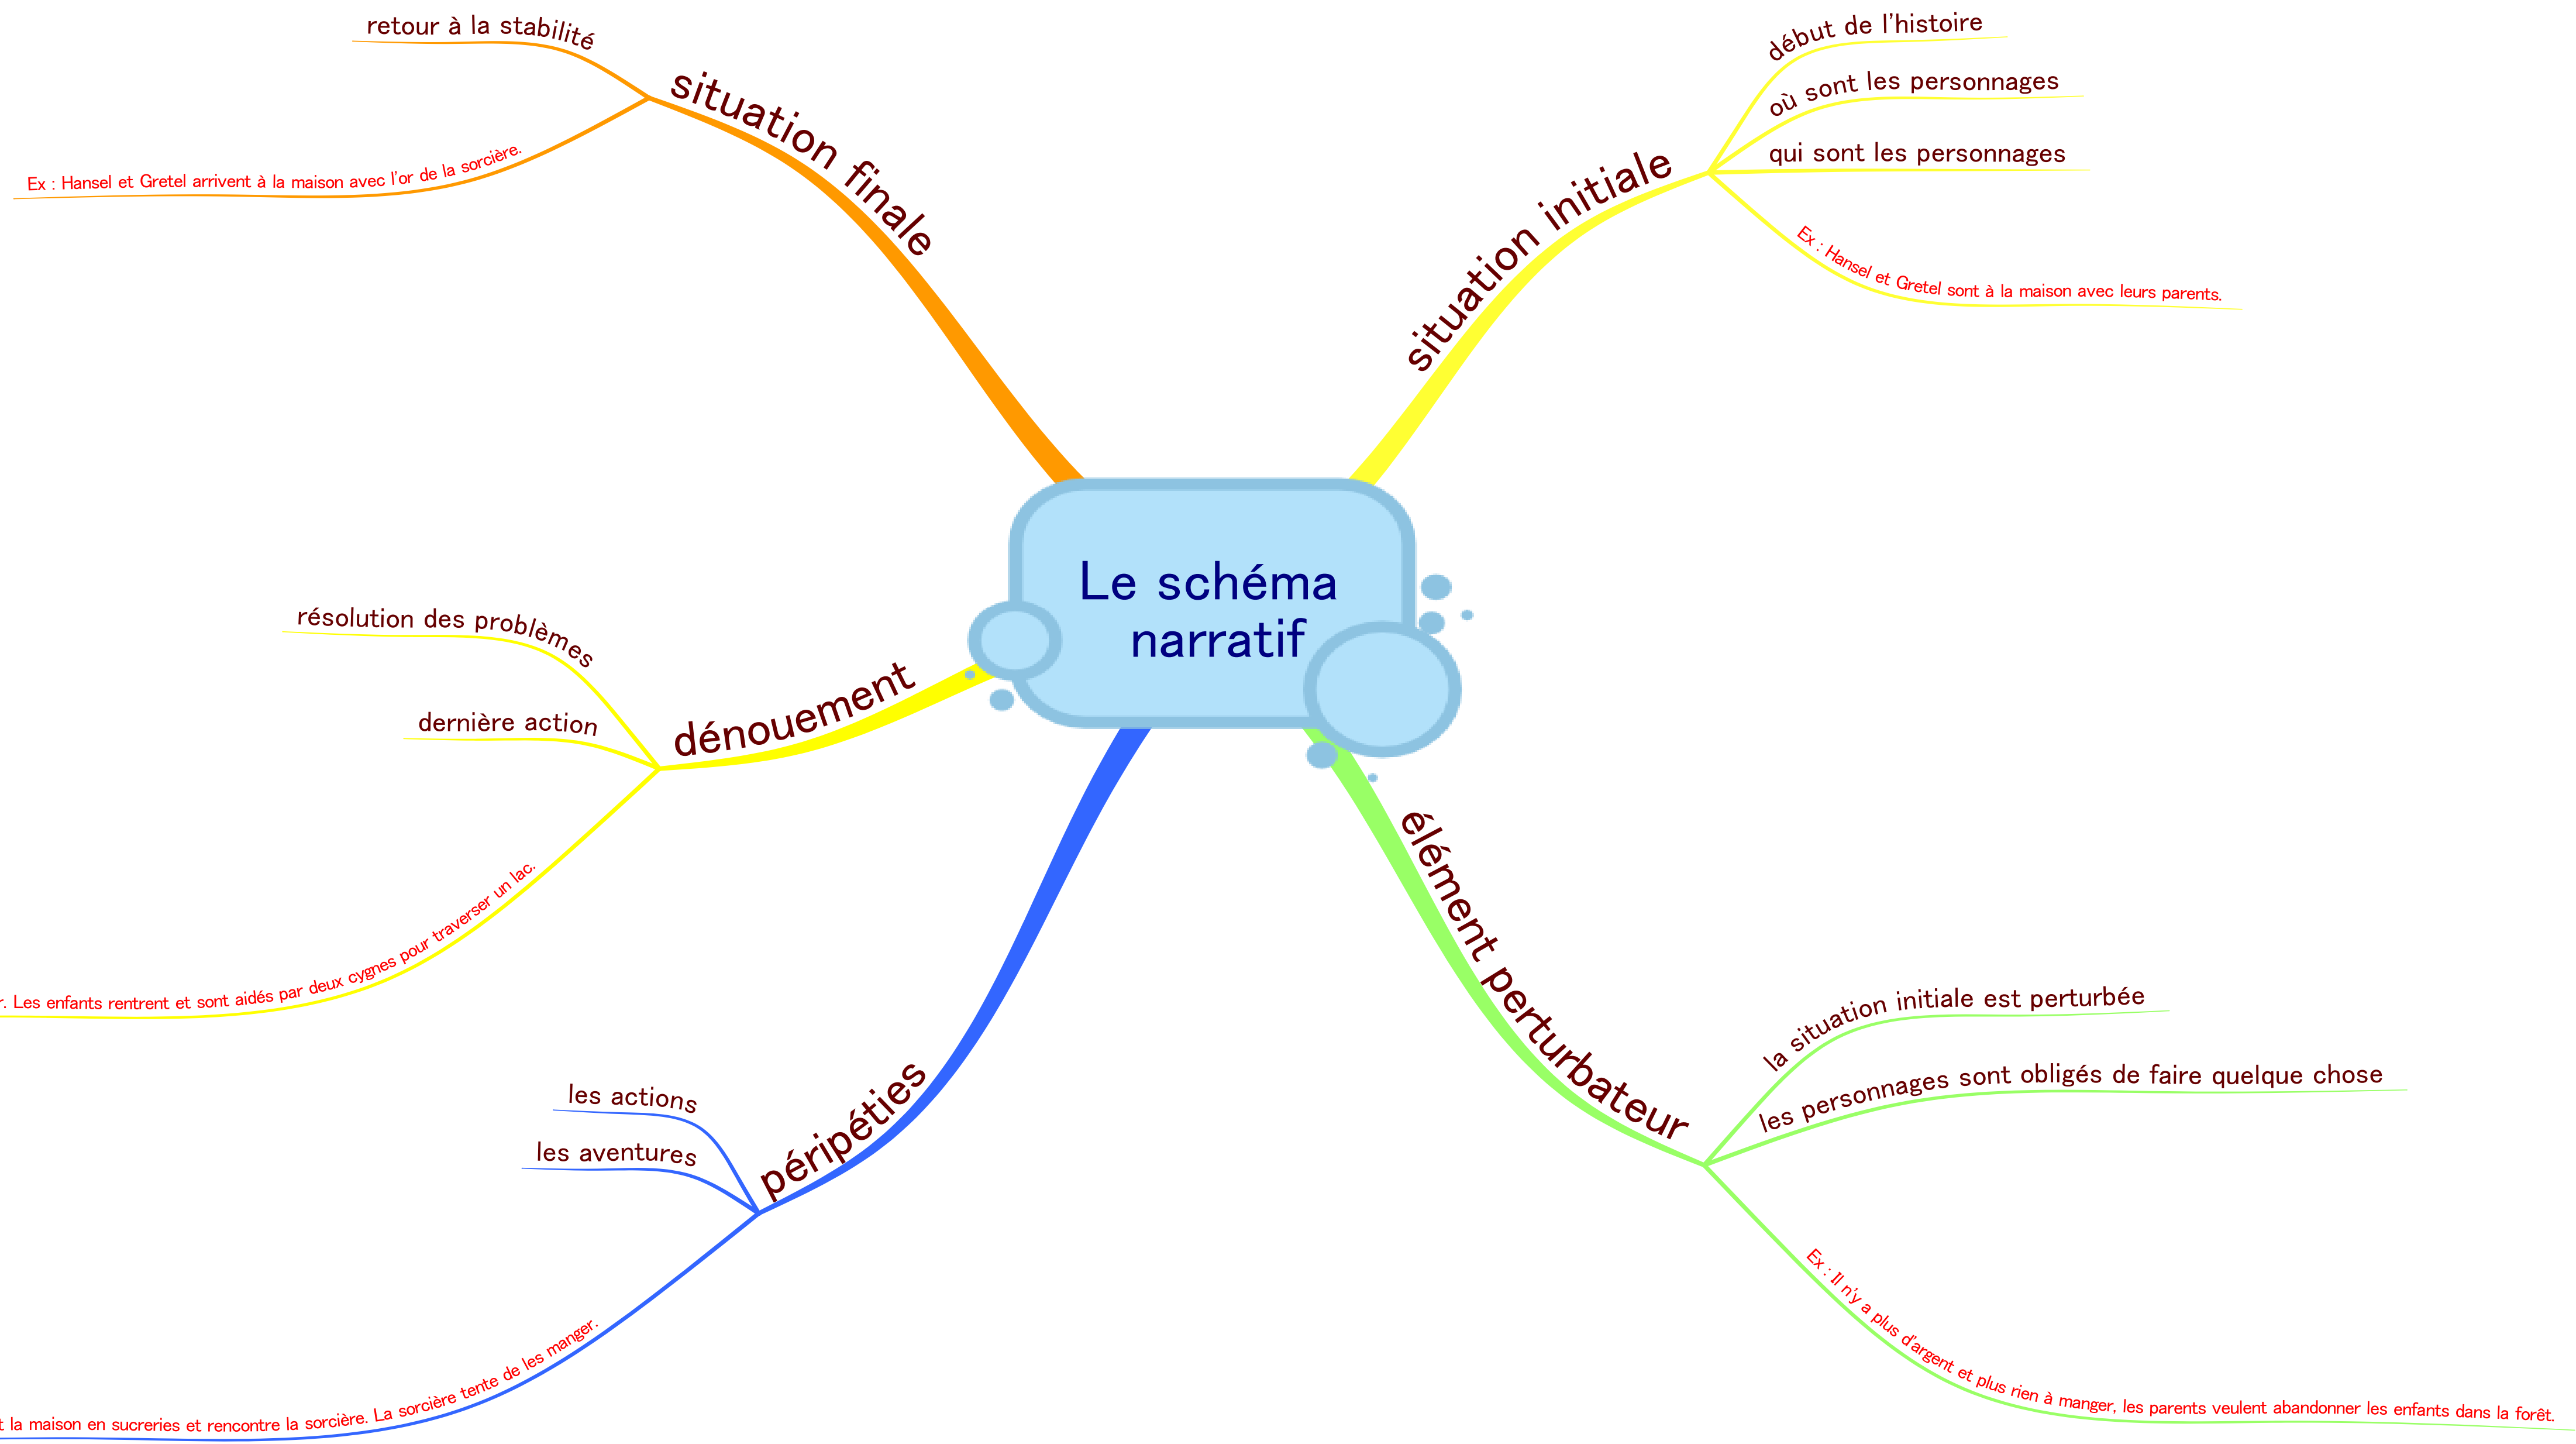 Le schéma
narratif
situation initiale
début de l'histoire
où sont les personnages
qui sont les personnages
Ex : Hansel et Gretel sont à la maison avec leurs parents.
élément perturbateur
la situation initiale est perturbée
les personnages sont obligés de faire quelque chose
Ex : Il n'y a plus d'argent et plus rien à manger, les parents veulent abandonner les enfants dans la forêt.
péripéties
les actions
les aventures
la maison en sucreries et rencontre la sorcière. La sorcière tente de les manger.
dénouement
résolution des problèmes
dernière action
Les enfants rentrent et sont aidés par deux cygnes pour traverser un lac.
situation finale
retour à la stabilité
Ex : Hansel et Gretel arrivent à la maison avec l'or de la sorcière.